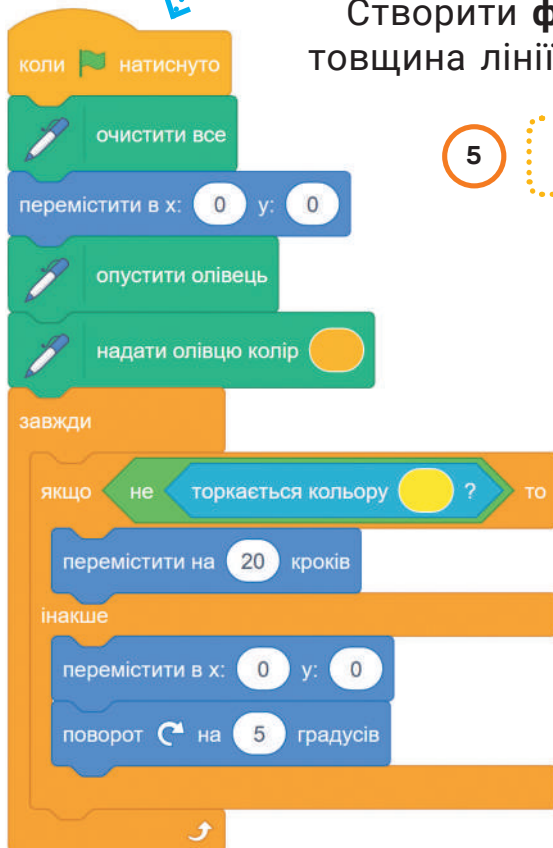 Створити ф
товщина лінії
5
коли натиснуто
очистити все
перемістити в x: 0 y: 0
опустити олівець
надати олівцю колір
завжди
якщо не торкається кольору ? то
перемістити на 20 кроків
інакше
перемістити в x: 0 y: 0
поворот на 5 градусів